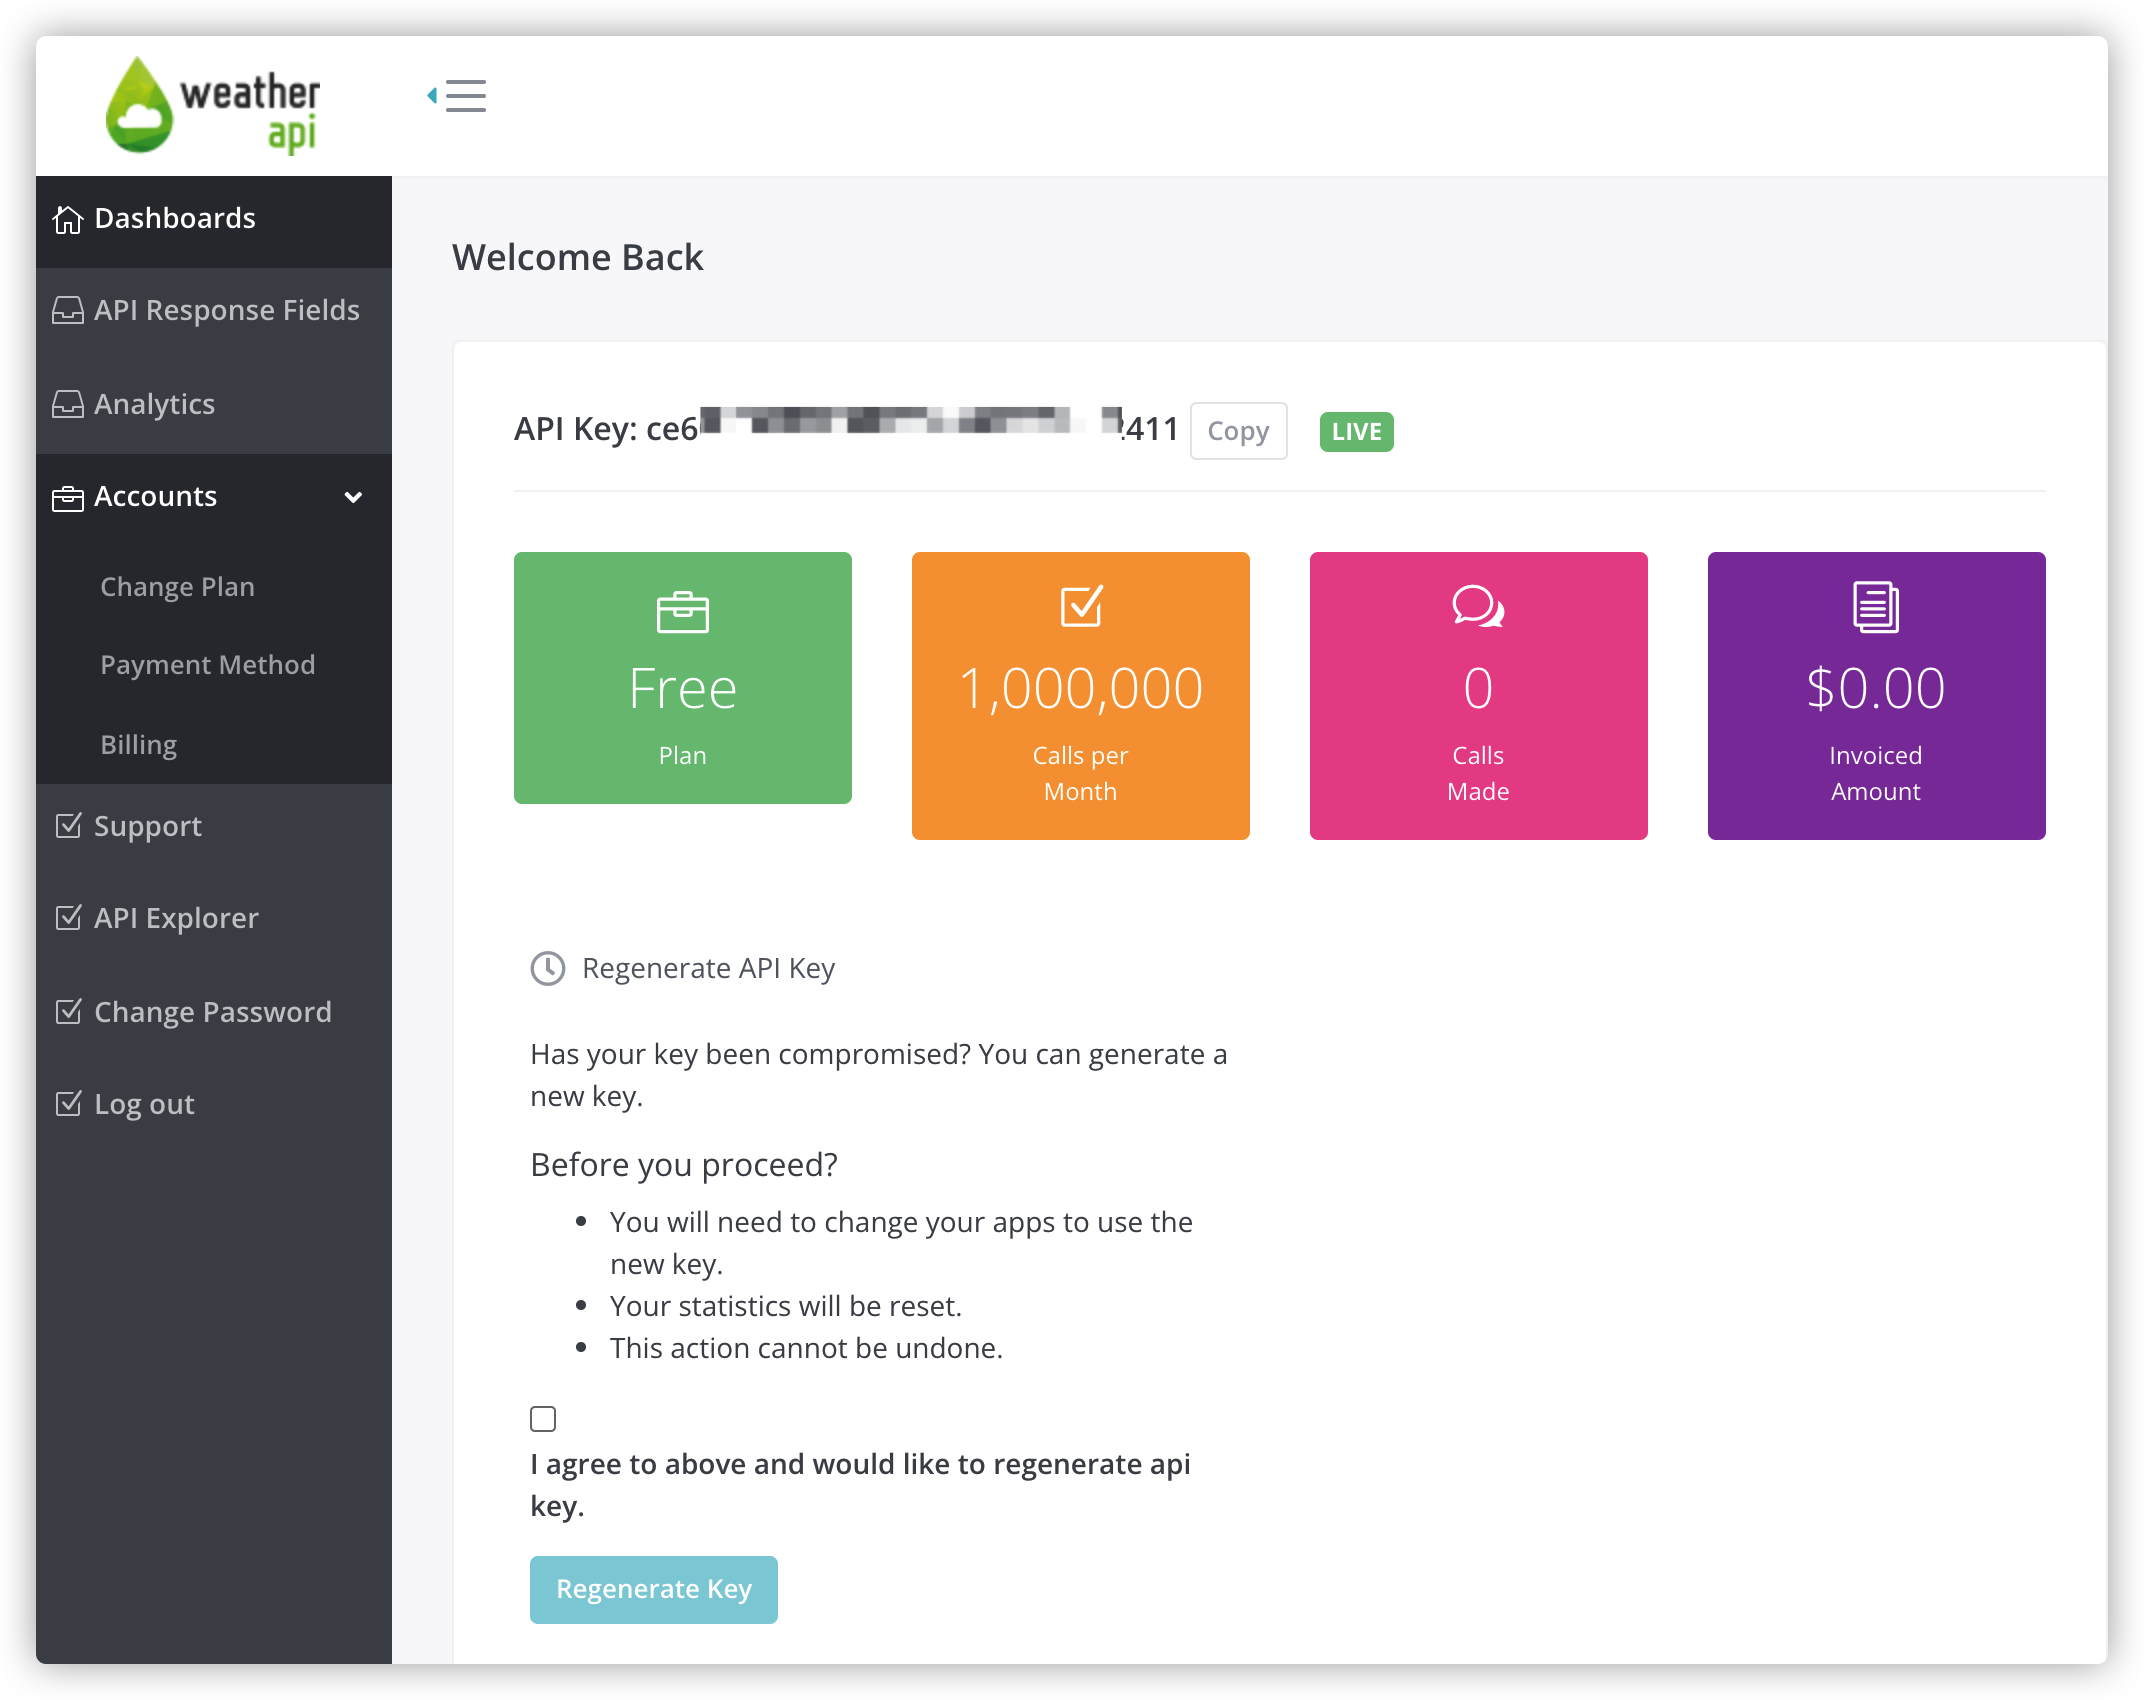 weather
api
Dashboards
API Response Fields
Analytics
Accounts
Change Plan
Payment Method
Billing
Support
API Explorer
Change Password
Log out
Welcome Back
API Key: ce6 411 Copy LIVE
Free
Plan
1,000,000
Calls per
Month
0
Calls
Made
$0.00
Invoiced
Amount
Regenerate API Key
Has your key been compromised? You can generate a
new key.
Before you proceed?
• You will need to change your apps to use the
new key.
• Your statistics will be reset.
• This action cannot be undone.
I agree to above and would like to regenerate api
key.
Regenerate Key